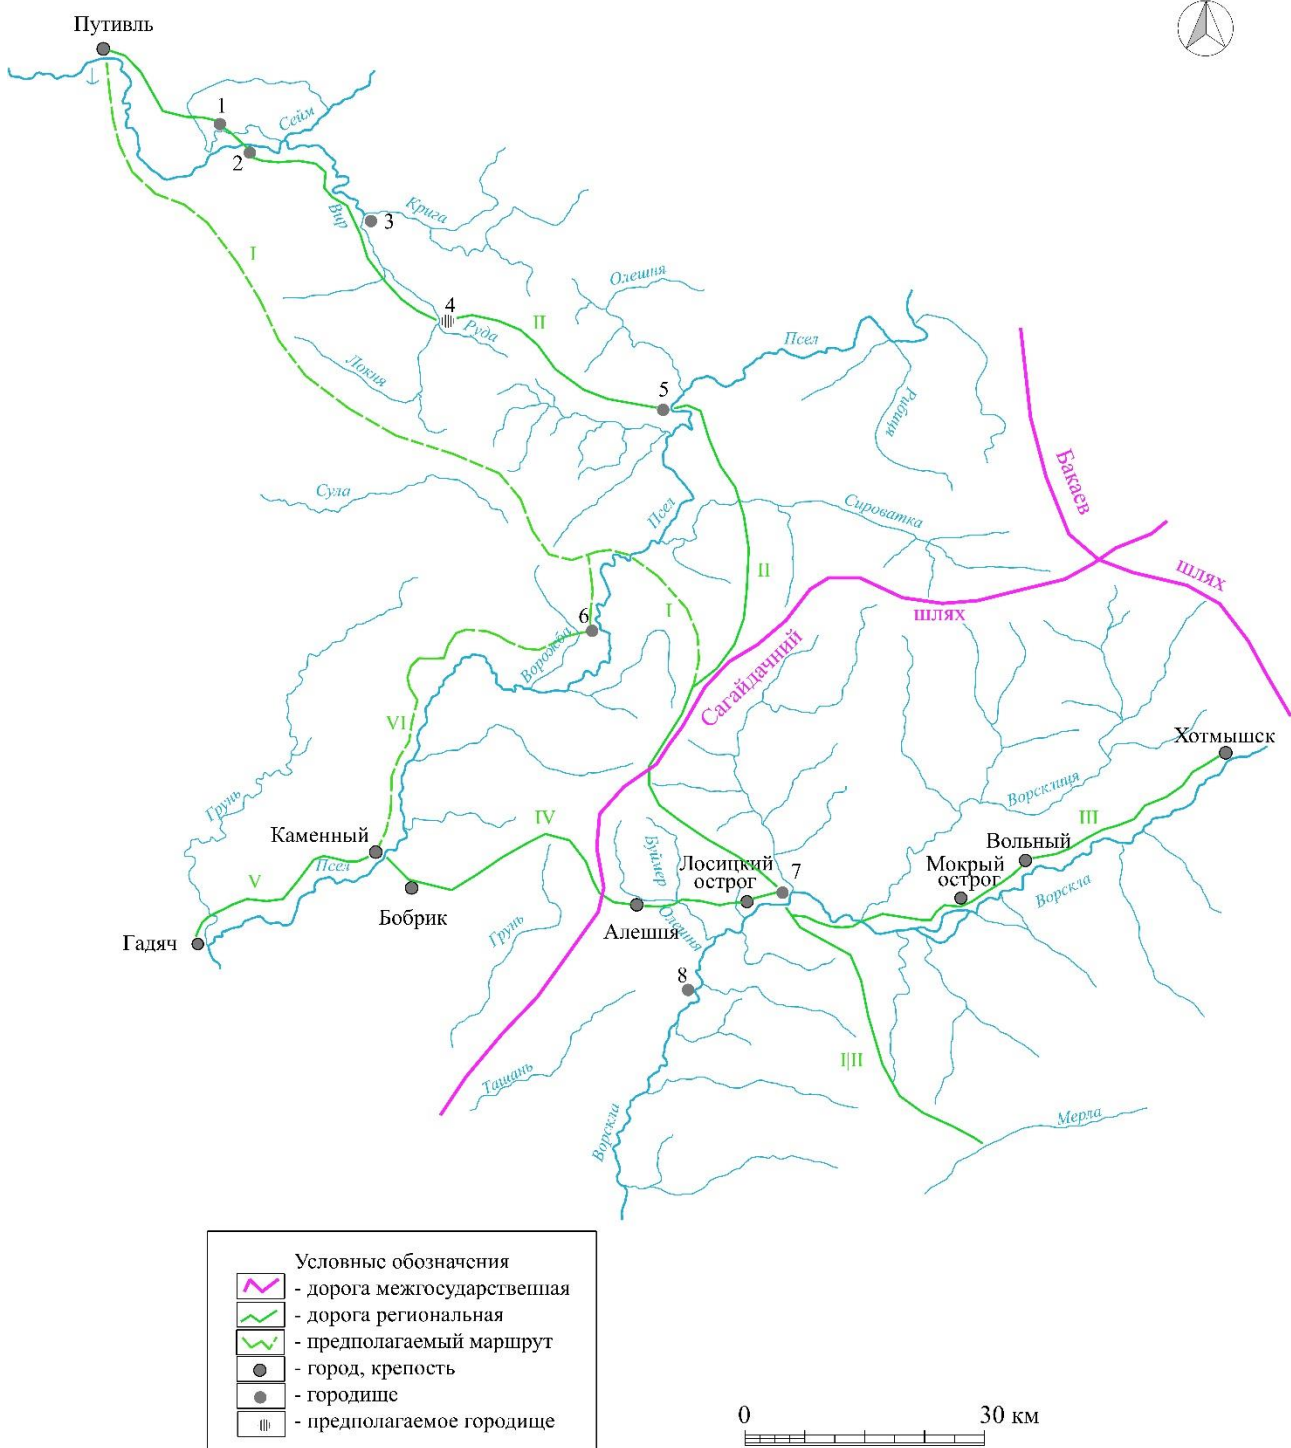 Путивль
1
Сейм
2
Вир
3
Крига
I
Олешня
4
II
Руда
Псел
Локня
5
Рыбиця
Бакаев
Сула
Псел
Сироватка
II
шлях
I
шлях
6
Ворожба
Сагайдачний
VI
Хотмышск
Ворсклиця
Грунь
IV
III
Каменный
Вольный
Буймер
Лосицкий
острог
7
Мокрый
острог
Псел
V
Ворскла
Бобрик
Грунь
Алешня
Олешня
Гадяч
8
I|II
Ташань
Ворскла
Мерла
Условные обозначения
- дорога межгосударственная
- дорога региональная
- предполагаемый маршрут
- город, крепость
- городище
- предполагаемое городище
0
30 км